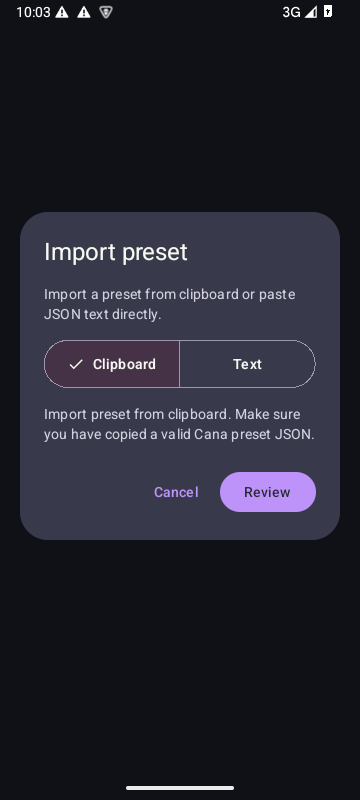 10:03
3G
Import preset
Import a preset from clipboard or paste
JSON text directly.
Clipboard
Text
Import preset from clipboard. Make sure
you have copied a valid Cana preset JSON.
Cancel
Review